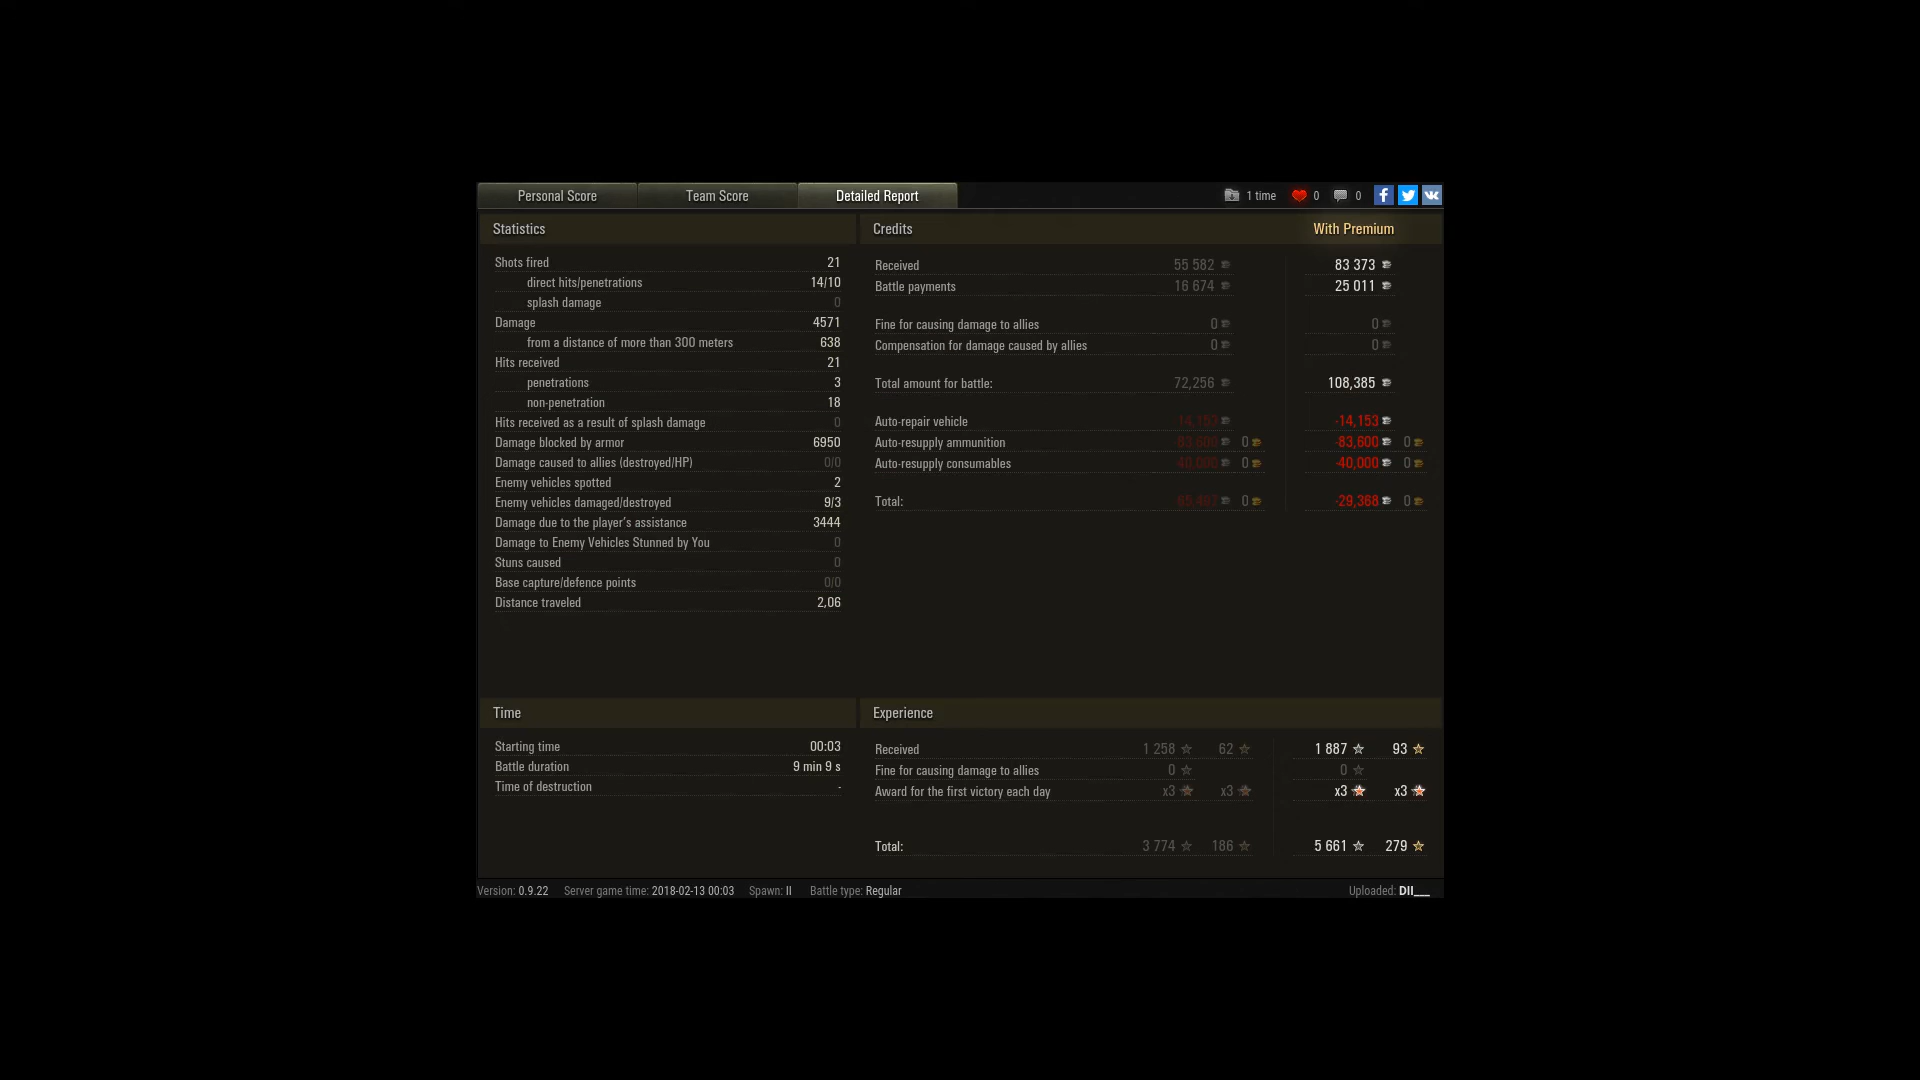 Personal Score Team Score Detailed Report 1 time 0 0
Statistics
Shots fired 21
direct hits/penetrations 14/10
splash damage 0
Damage 4571
from a distance of more than 300 meters 638
Hits received 21
penetrations 3
non-penetration 18
Hits received as a result of splash damage 0
Damage blocked by armor 6950
Damage caused to allies (destroyed/HP) 0/0
Enemy vehicles spotted 2
Enemy vehicles damaged/destroyed 9/3
Damage due to the player's assistance 3444
Damage to Enemy Vehicles Stunned by You 0
Stuns caused 0
Base capture/defence points 0/0
Distance traveled 2,06
Credits With Premium
Received 55 582 83 373
Battle payments 16 674 25 011
Fine for causing damage to allies 0 0
Compensation for damage caused by allies 0 0
Total amount for battle: 72,256 108,385
Auto-repair vehicle -14,153
Auto-resupply ammunition 0 -83,600 0
Auto-resupply consumables 0 -40,000 0
Total: 0 -29,368 0
Time
Starting time 00:03
Battle duration 9 min 9 s
Time of destruction -
Experience
Received 1 258 62 1 887 93
Fine for causing damage to allies 0 0
Award for the first victory each day x3 x3 x3 x3
Total: 3 774 186 5 661 279
Version: 0.9.22 Server game time: 2018-02-13 00:03 Spawn: II Battle type: Regular Uploaded: DII___